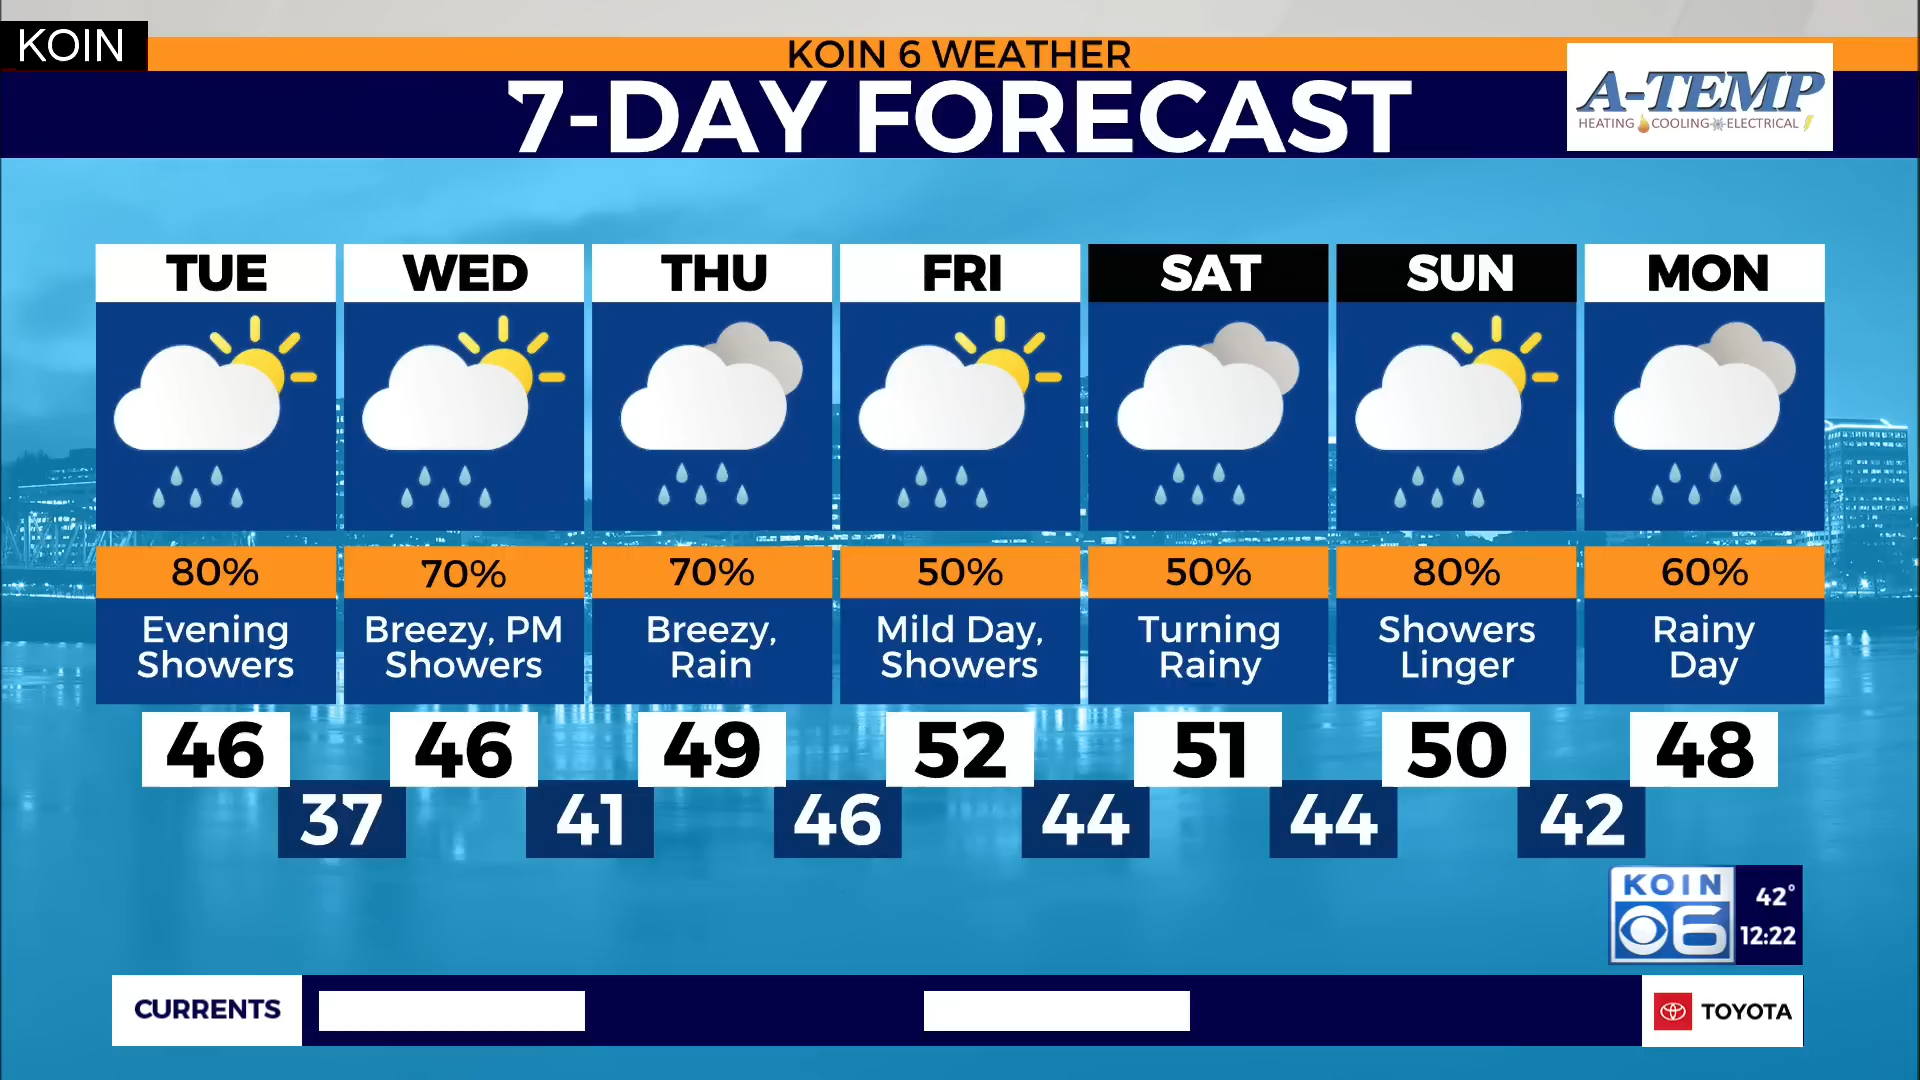 KOIN
KOIN 6 WEATHER
7-DAY FORECAST
A-TEMP
HEATING COOLING ELECTRICAL
TUE WED THU FRI SAT SUN MON
80% 70% 70% 50% 50% 80% 60%
Evening Showers
Breezy, PM Showers
Breezy, Rain
Mild Day, Showers
Turning Rainy
Showers Linger
Rainy Day
46 46 49 52 51 50 48
37 41 46 44 44 42
KOIN 6
42°
12:22
CURRENTS
TOYOTA